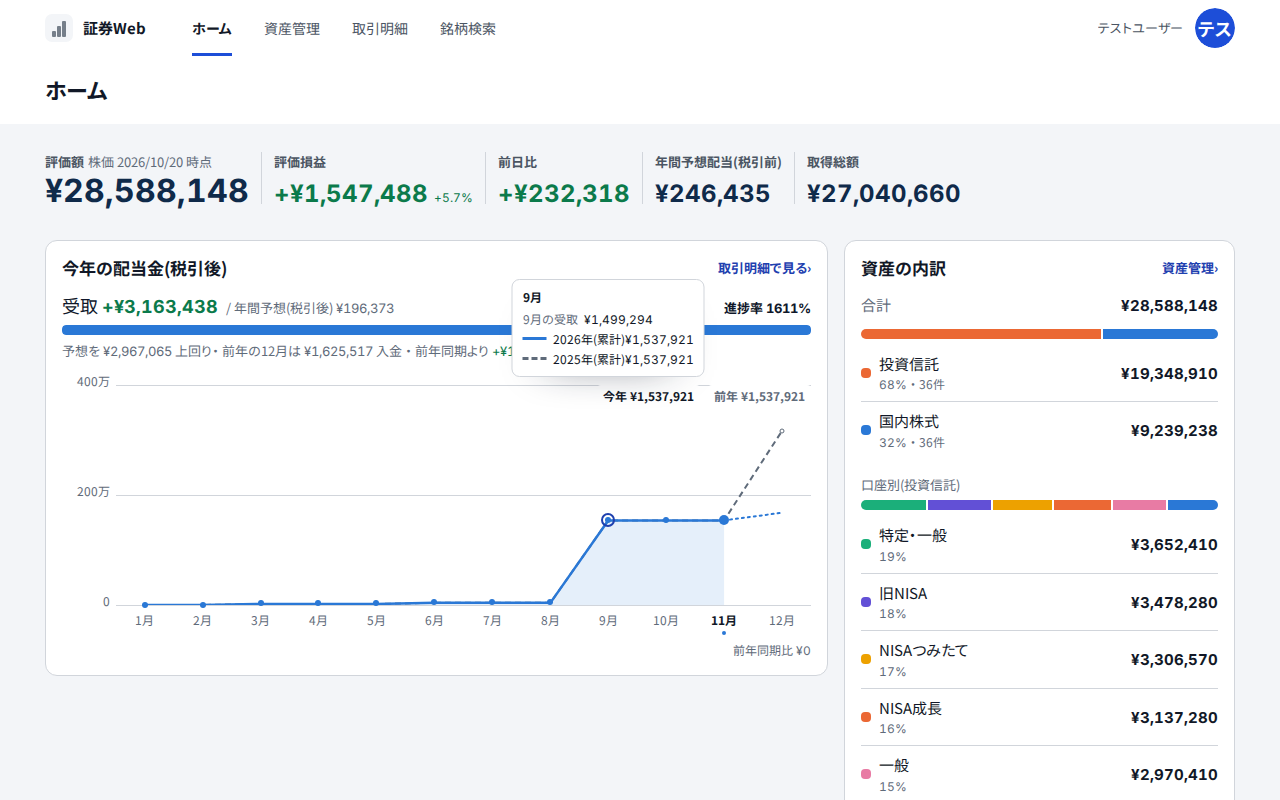 証券Web
ホーム
資産管理
取引明細
銘柄検索
テストユーザー
テス
ホーム
評価額 株価 2026/10/20 時点
¥28,588,148
評価損益
+¥1,547,488 +5.7%
前日比
+¥232,318
年間予想配当(税引前)
¥246,435
取得総額
¥27,040,660
今年の配当金(税引後)
取引明細で見る›
受取 +¥3,163,438 / 年間予想(税引後) ¥196,373
進捗率 1611%
予想を ¥2,967,065 上回り・前年の12月は ¥1,625,517 入金・前年同期より +¥1
9月
9月の受取 ¥1,499,294
2026年(累計)¥1,537,921
2025年(累計)¥1,537,921
今年 ¥1,537,921 前年 ¥1,537,921
400万
200万
0
1月 2月 3月 4月 5月 6月 7月 8月 9月 10月 11月 12月
前年同期比 ¥0
資産の内訳
資産管理›
合計 ¥28,588,148
投資信託 ¥19,348,910
68%・36件
国内株式 ¥9,239,238
32%・36件
口座別(投資信託)
特定・一般 ¥3,652,410
19%
旧NISA ¥3,478,280
18%
NISAつみたて ¥3,306,570
17%
NISA成長 ¥3,137,280
16%
一般 ¥2,970,410
15%